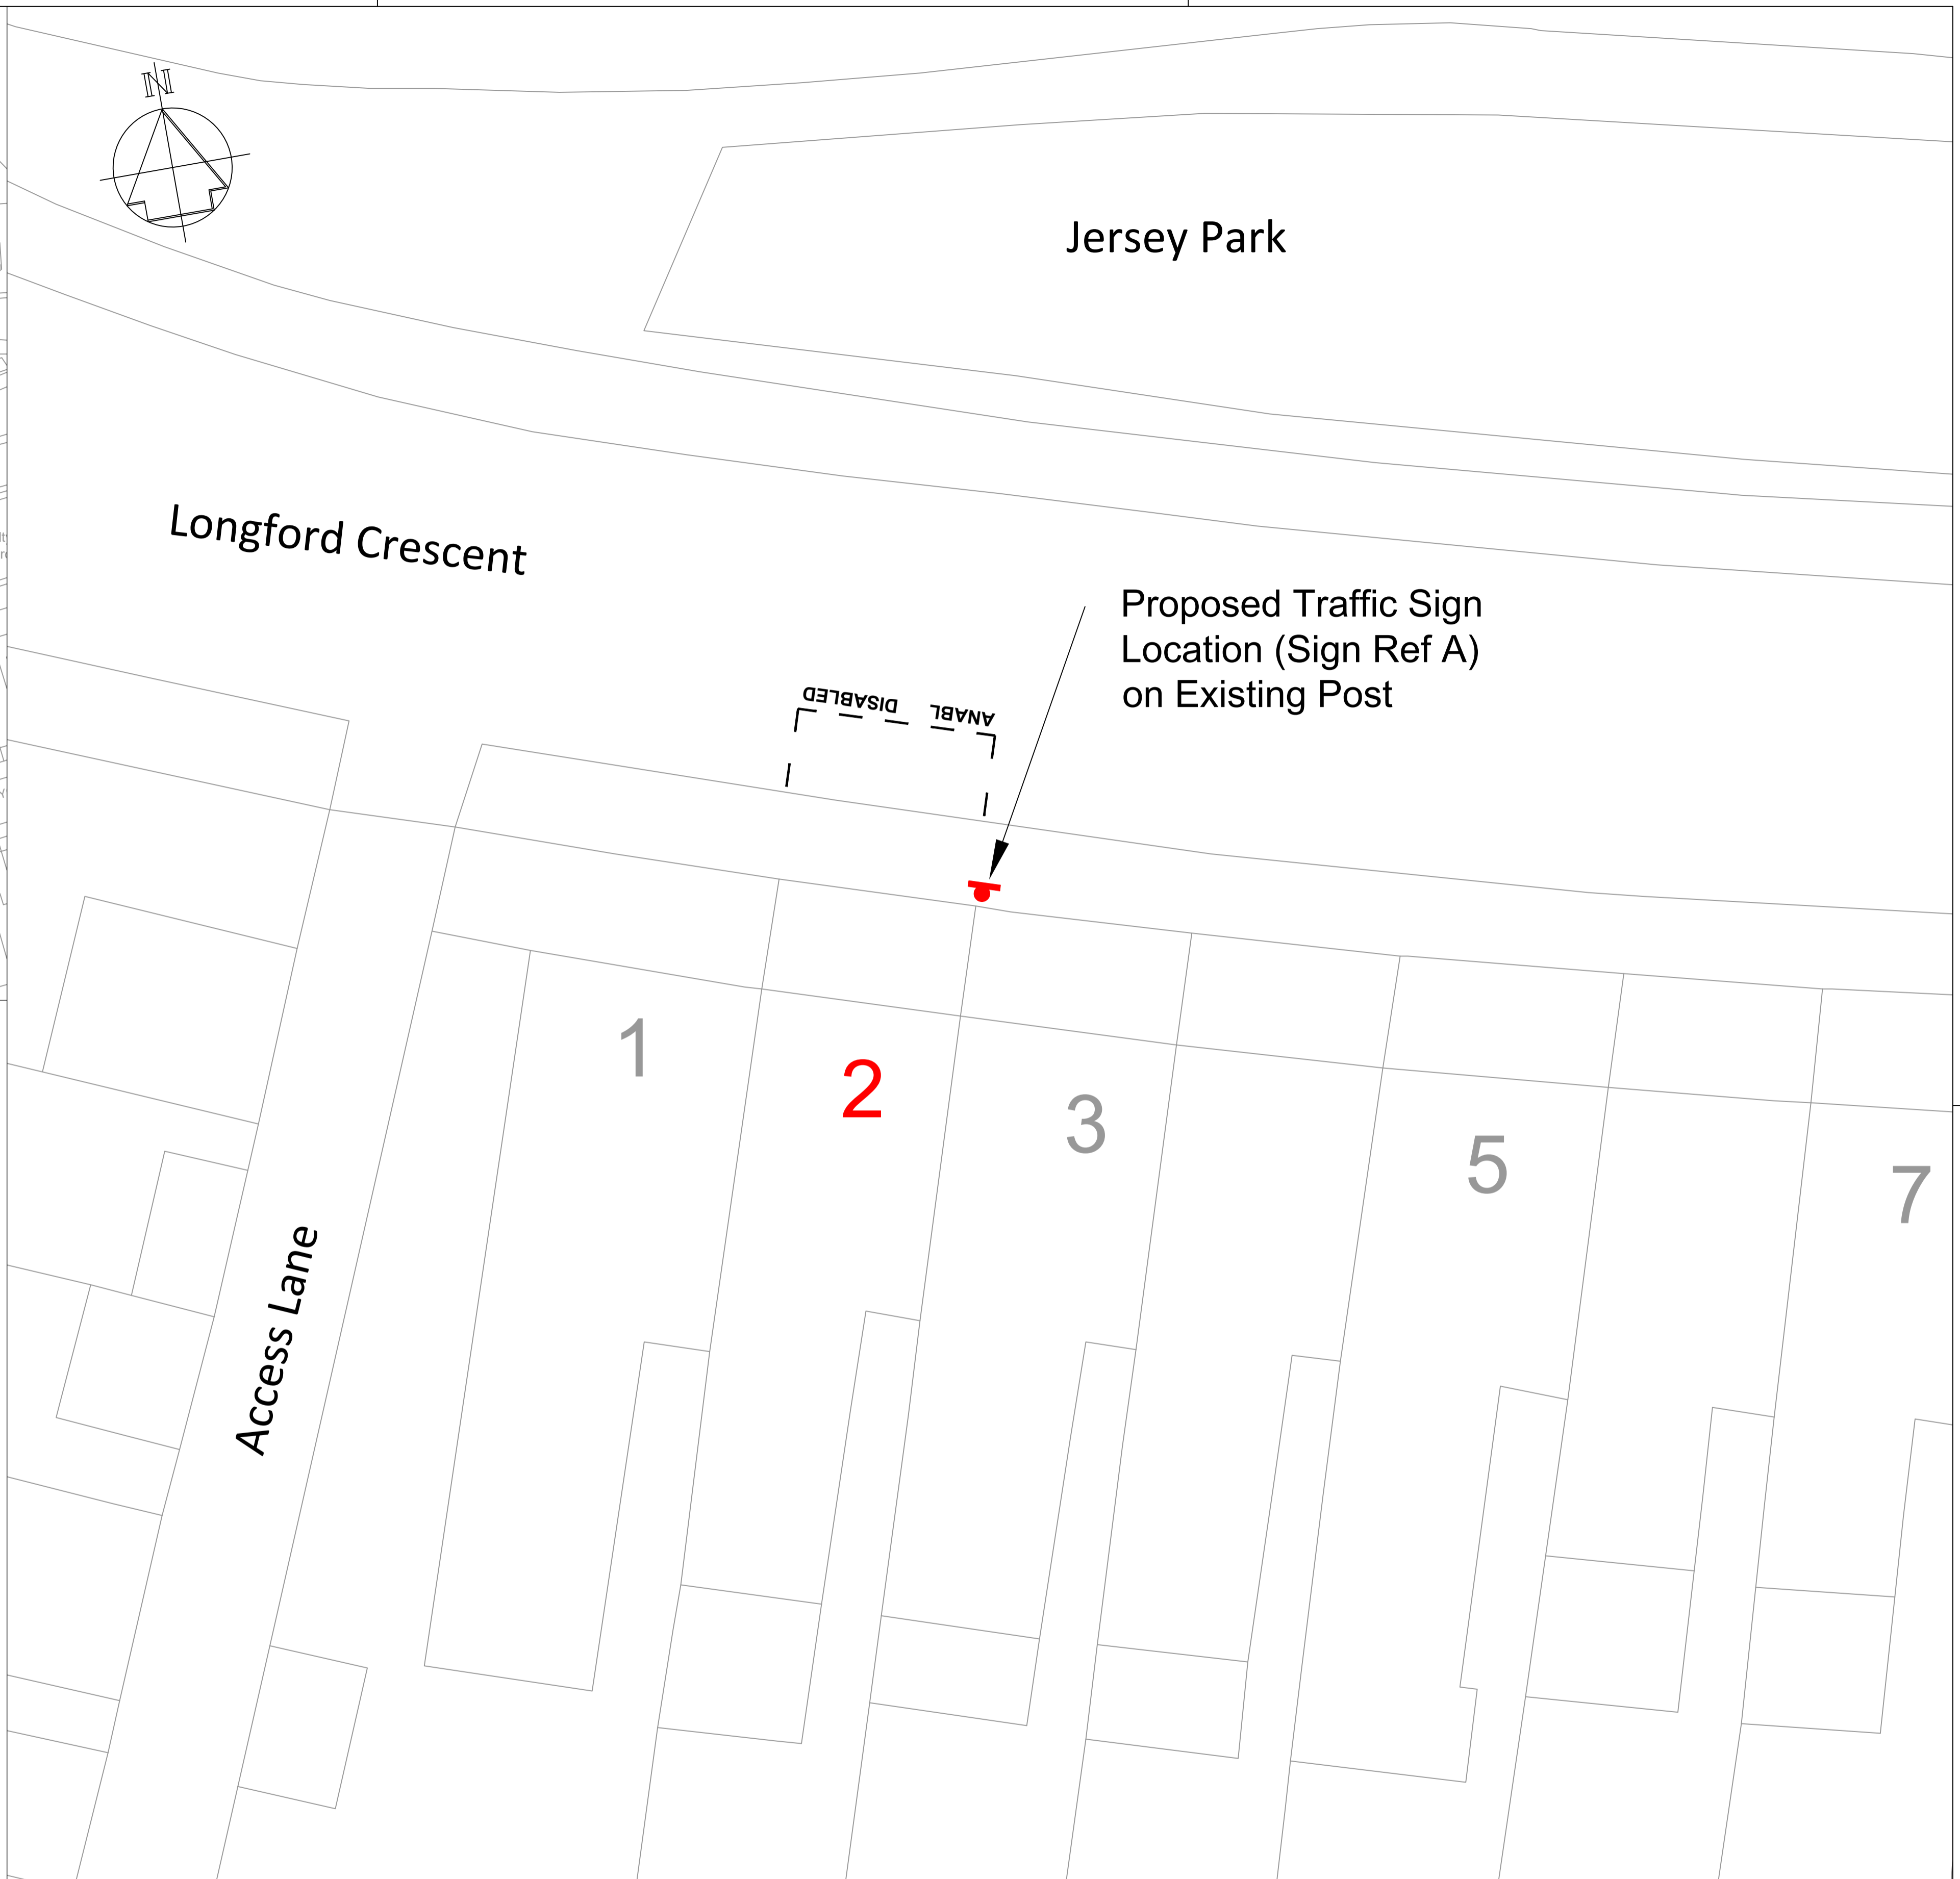 N
Jersey Park
Longford Crescent
Proposed Traffic Sign
Location (Sign Ref A)
on Existing Post
ANABL DISABLED
1
2
3
5
7
Access Lane